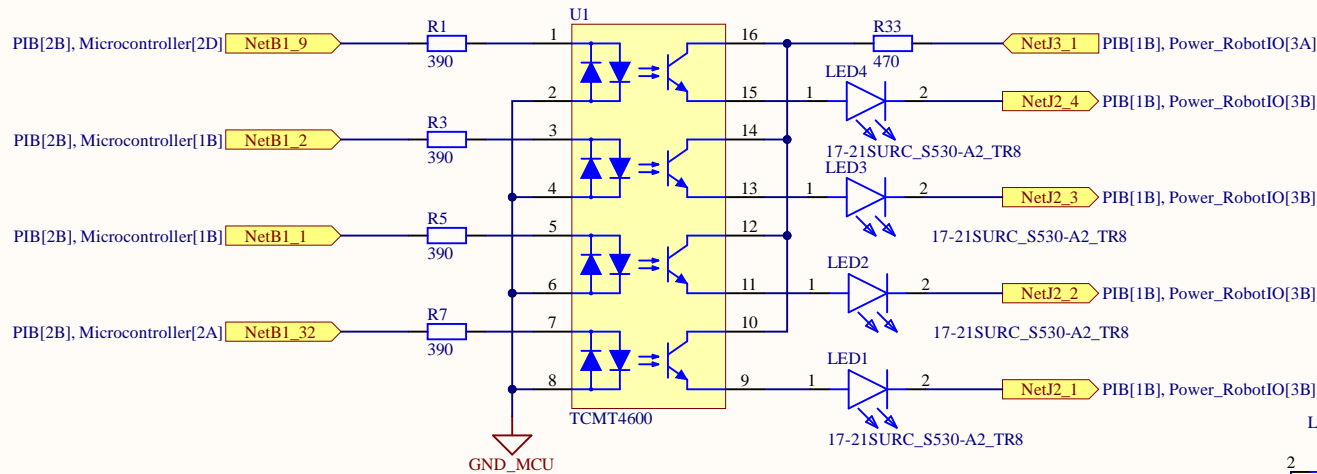 U1
PIB[2B], Microcontroller[2D] NetB1_9 R1 390 1 16 R33 470 NetJ3_1 PIB[1B], Power_RobotIO[3A]
LED4
2 15 1 2 NetJ2_4 PIB[1B], Power_RobotIO[3B]
PIB[2B], Microcontroller[1B] NetB1_2 R3 390 3 14
17-21SURC_S530-A2_TR8
LED3
4 13 1 2 NetJ2_3 PIB[1B], Power_RobotIO[3B]
PIB[2B], Microcontroller[1B] NetB1_1 R5 390 5 12
17-21SURC_S530-A2_TR8
LED2
6 11 1 2 NetJ2_2 PIB[1B], Power_RobotIO[3B]
PIB[2B], Microcontroller[2A] NetB1_32 R7 390 7 10
17-21SURC_S530-A2_TR8
LED1
8 9 1 2 NetJ2_1 PIB[1B], Power_RobotIO[3B]
TCMT4600
L
17-21SURC_S530-A2_TR8
GND_MCU
2